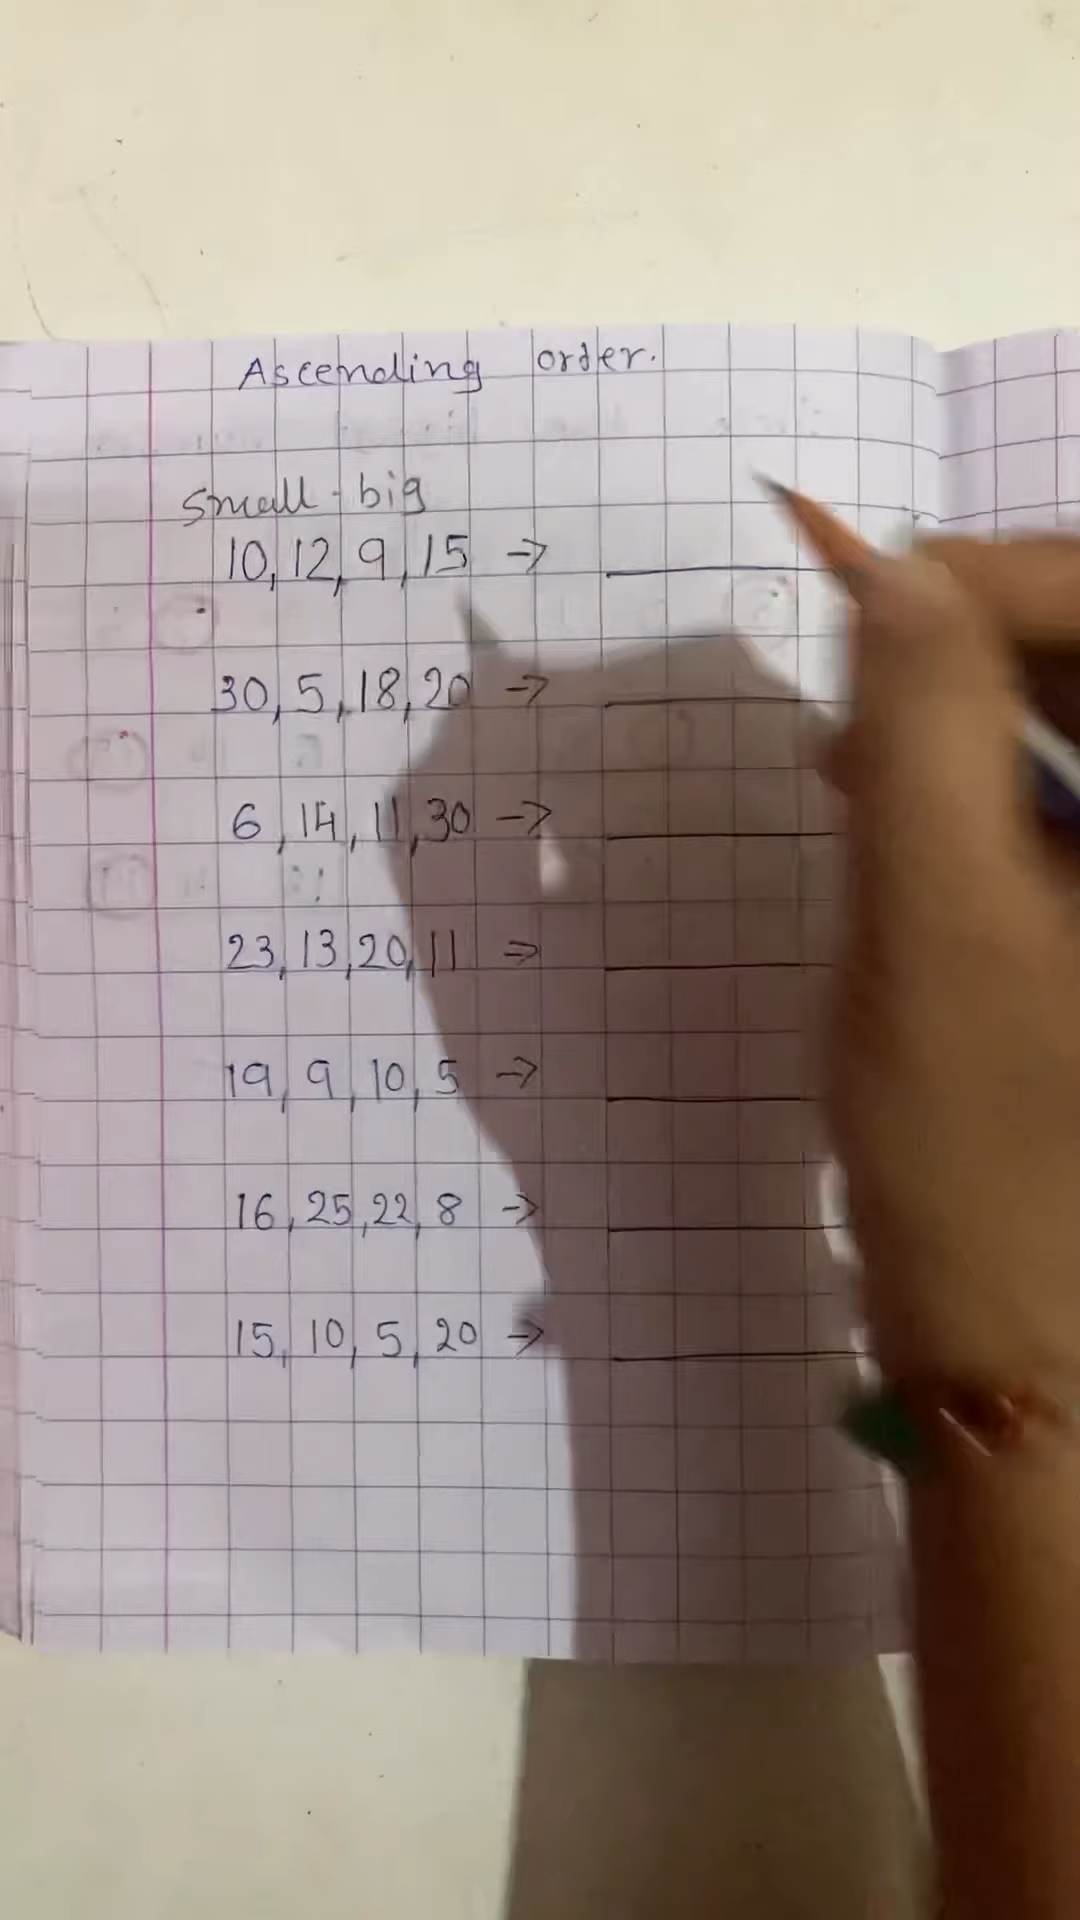 Ascending order.
Small - big
10, 12, 9, 15 →
30, 5, 18, 20 →
6, 14, 11, 30 →
23, 13, 20, 11 ⇒
19, 9, 10, 5 →
16, 25, 22, 8 →
15, 10, 5, 20 →